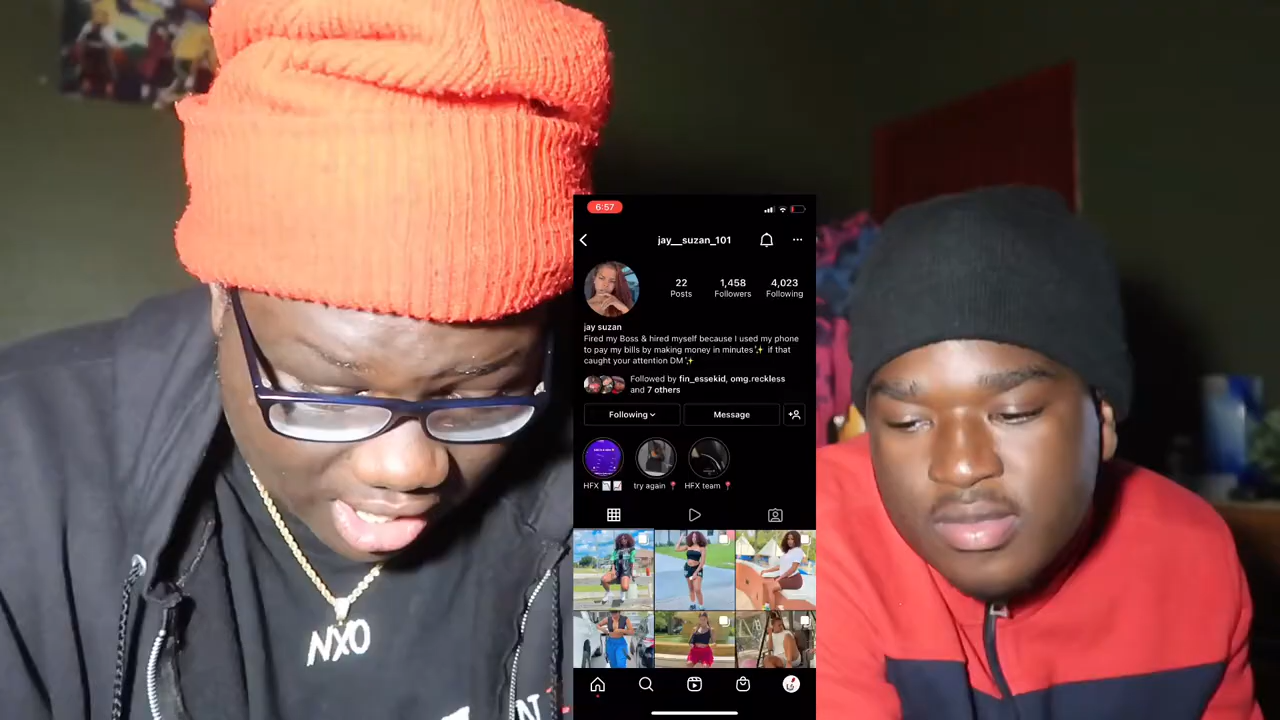 6:57
jay__suzan_101
22
1,458
4,023
Posts
Followers
Following
jay suzan
Fired my Boss & hired myself because I used my phone
to pay my bills by making money in minutes✨ if that
caught your attention DM✨
Followed by fin_essekid, omg.reckless
and 7 others
Following
Message
HFX
try again
HFX team
NXO
N